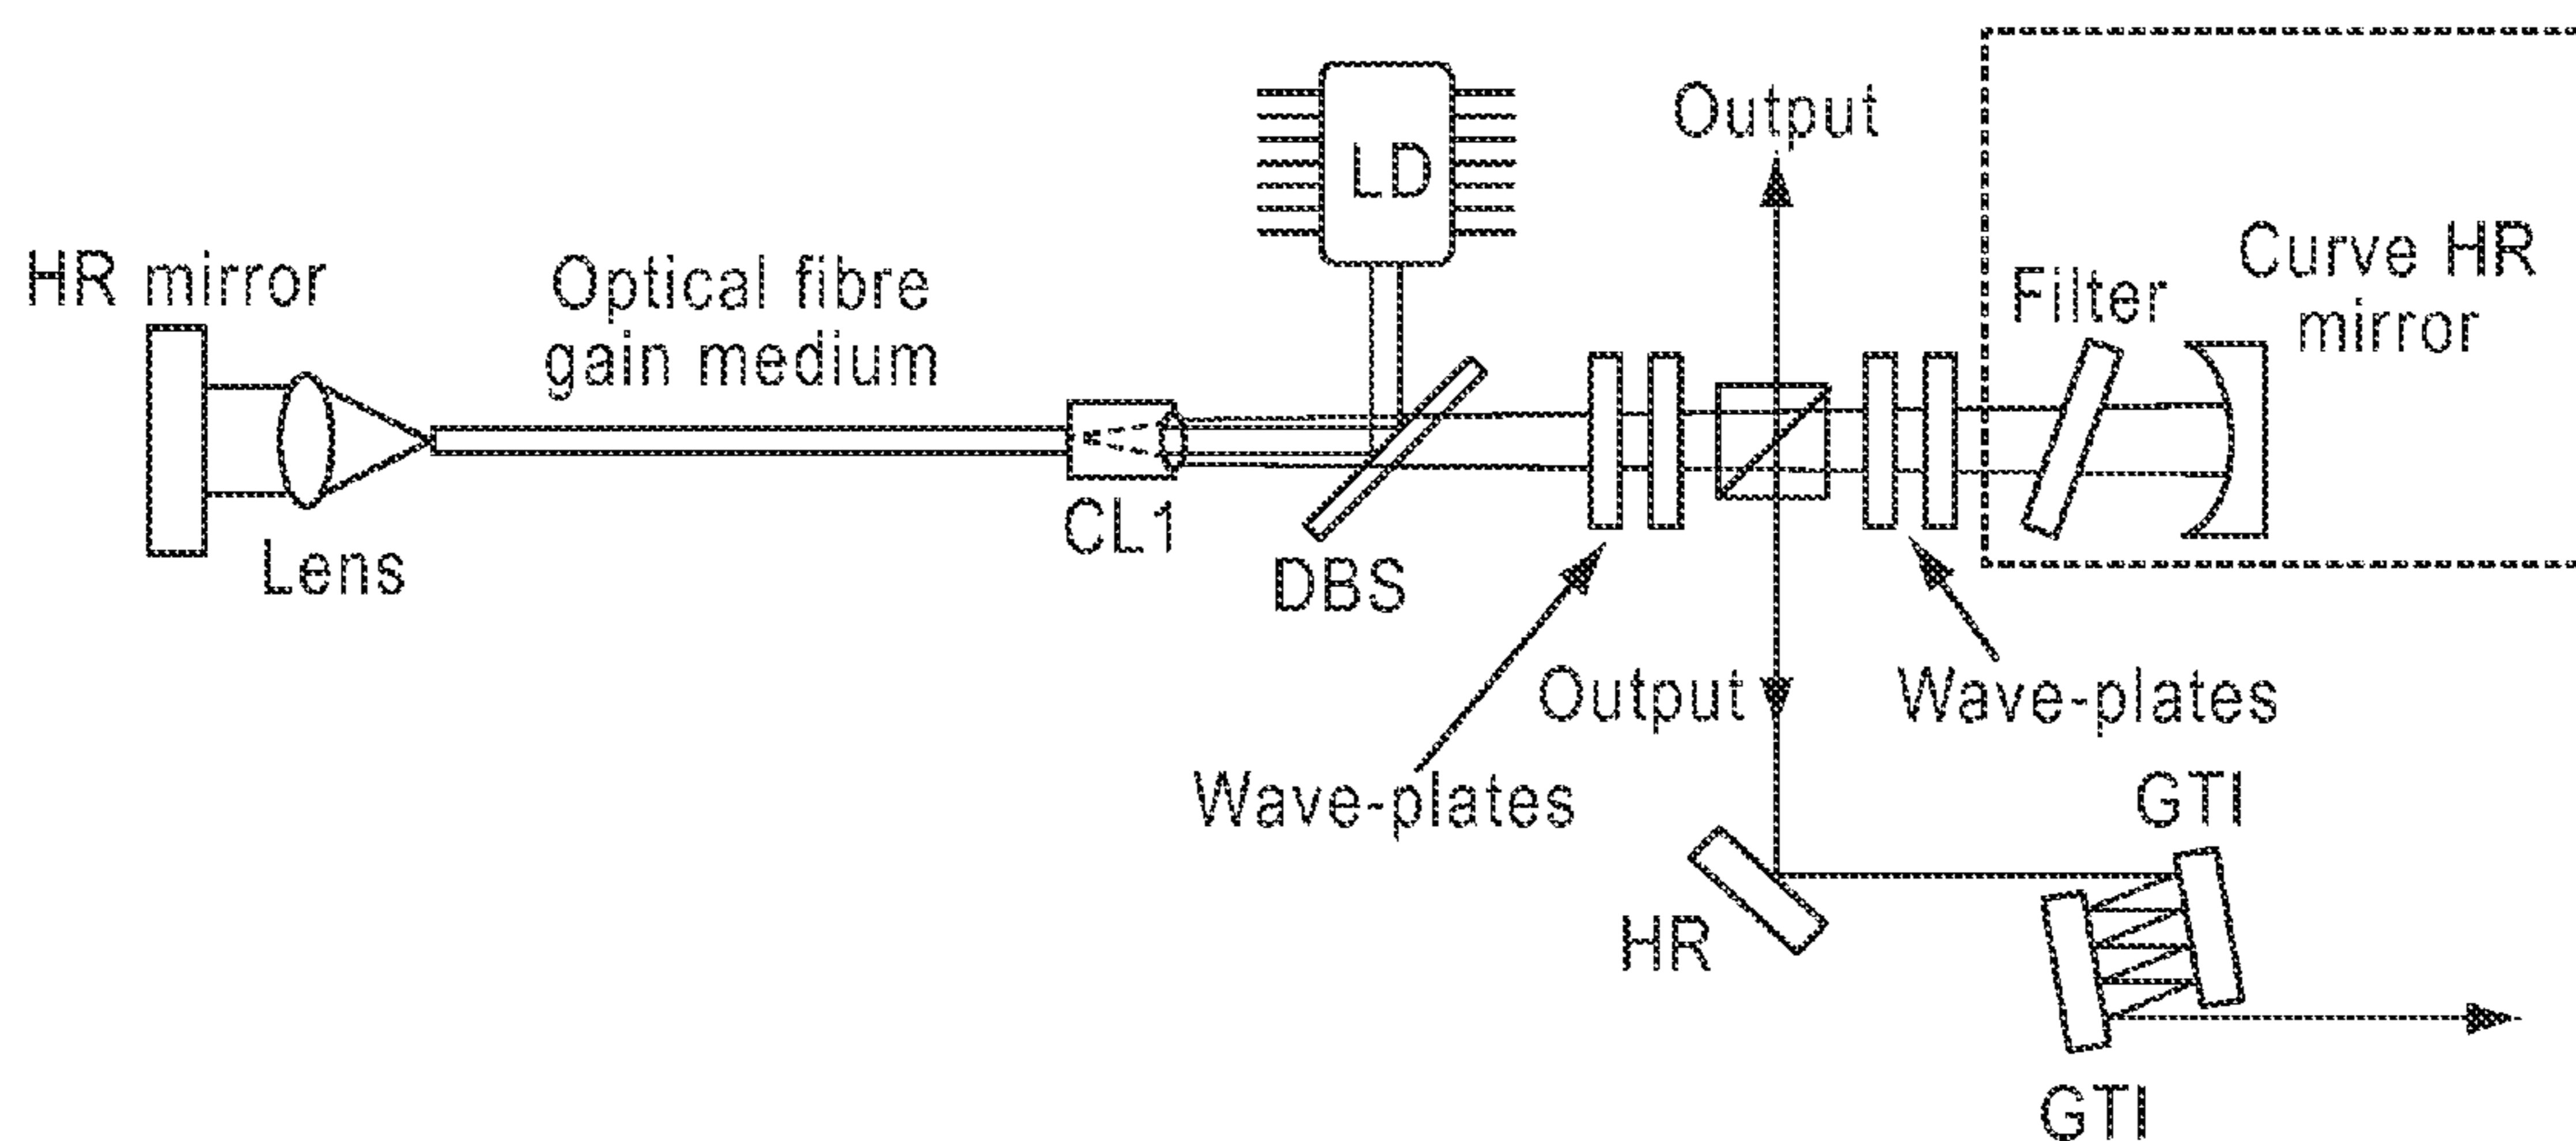 Output
LD
HR mirror
Optical fibre
gain medium
Filter
Curve HR
mirror
Lens
CL1
DBS
Output
Wave-plates
Wave-plates
GTI
HR
GTI